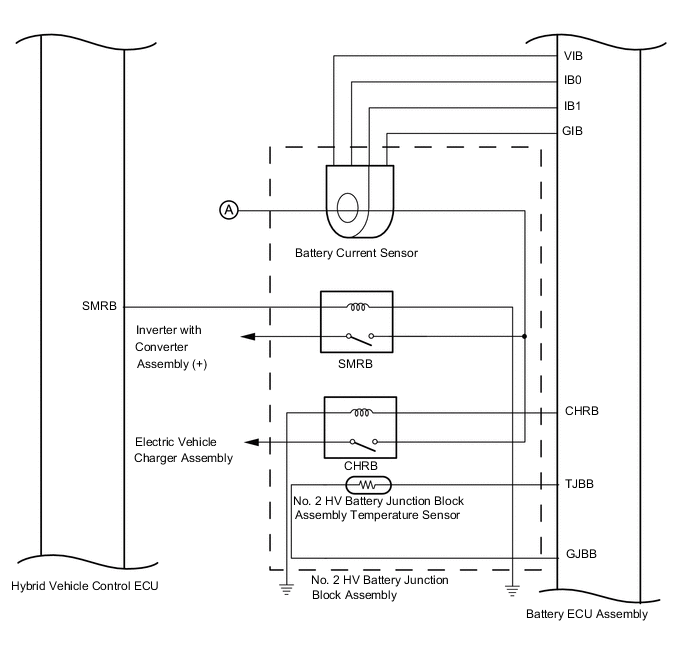 VIB
IB0
IB1
GIB
A
Battery Current Sensor
SMRB
Inverter with
Converter
Assembly (+)
SMRB
CHRB
Electric Vehicle
Charger Assembly
CHRB
TJBB
No. 2 HV Battery Junction Block
Assembly Temperature Sensor
GJBB
No. 2 HV Battery Junction
Block Assembly
Hybrid Vehicle Control ECU
Battery ECU Assembly